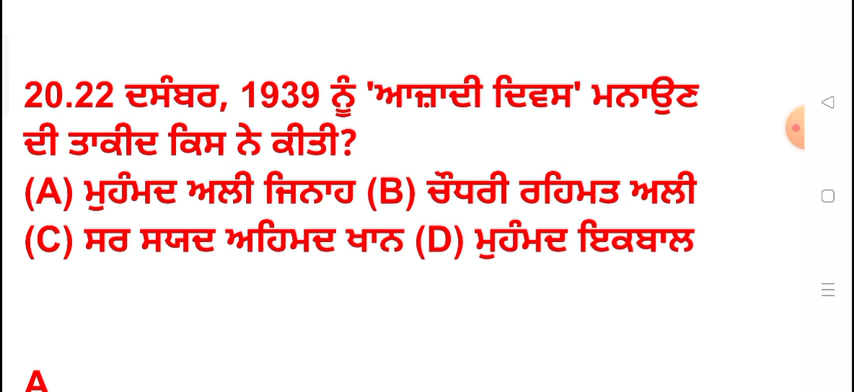 20.22 ਦਸੰਬਰ, 1939 ਨੂੰ 'ਆਜ਼ਾਦੀ ਦਿਵਸ' ਮਨਾਉਣ
ਦੀ ਤਾਕੀਦ ਕਿਸ ਨੇ ਕੀਤੀ?
(A) ਮੁਹੰਮਦ ਅਲੀ ਜਿਨਾਹ (B) ਚੌਧਰੀ ਰਹਿਮਤ ਅਲੀ
(C) ਸਰ ਸਯਦ ਅਹਿਮਦ ਖਾਨ (D) ਮੁਹੰਮਦ ਇਕਬਾਲ
A